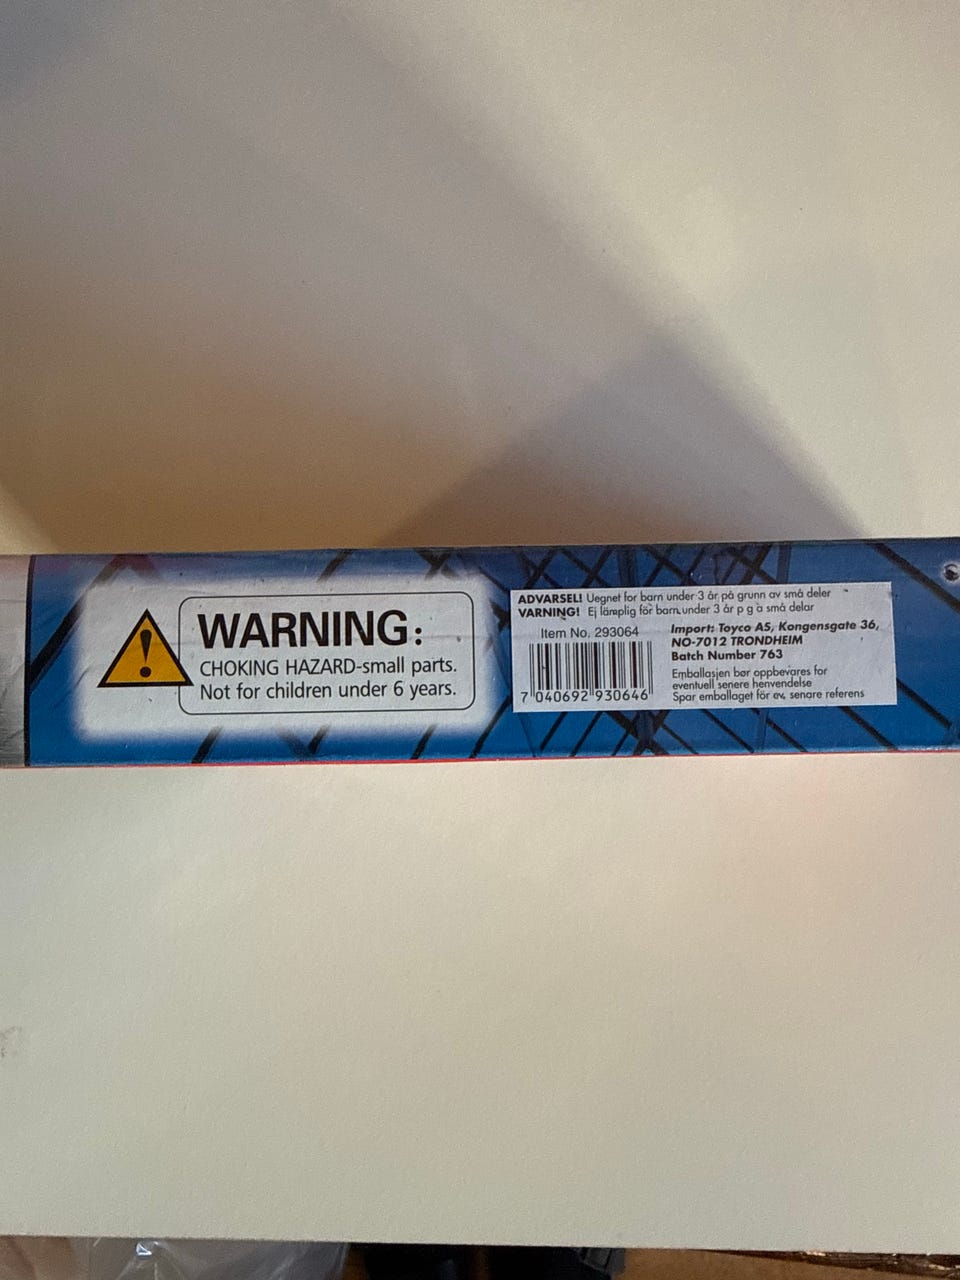 WARNING:
CHOKING HAZARD-small parts.
Not for children under 6 years.
ADVARSEL! Uegnet for barn under 3 år på grunn av små deler
VARNING! Ej lämplig för barn under 3 år p g a små delar
Item No. 293064
7 040692 930646
Import: Toyco AS, Kongensgate 36,
NO-7012 TRONDHEIM
Batch Number 763
Emballasjen bør oppbevares for
eventuell senere henvendelse
Spar emballaget för ev. senare referens